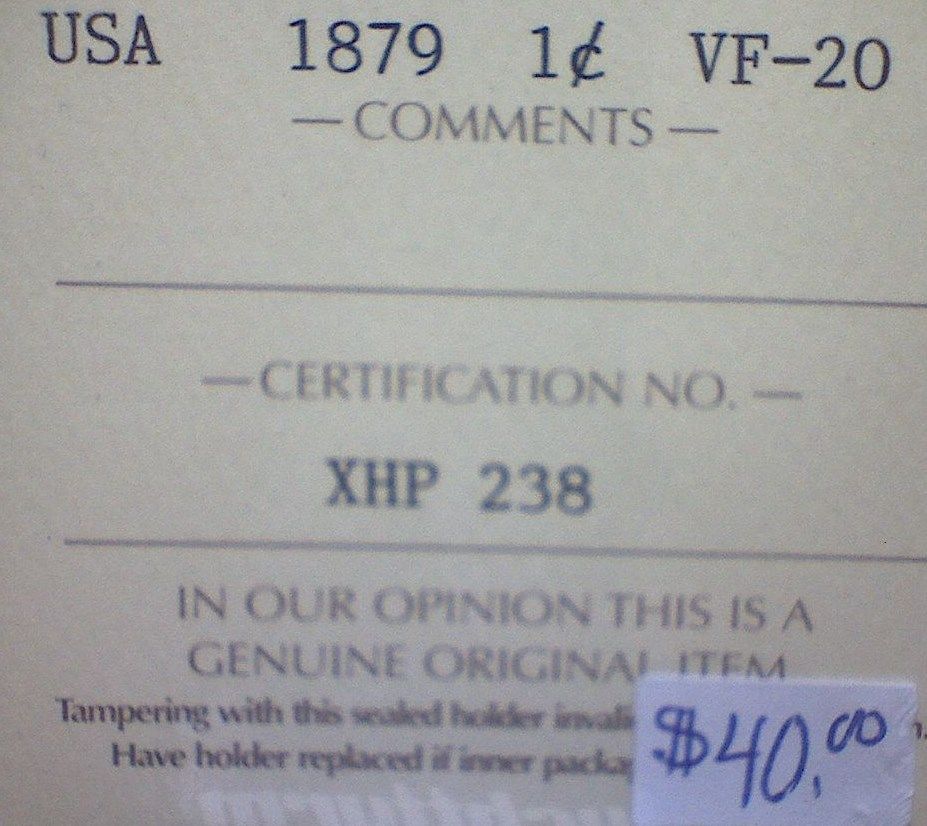 USA 1879 1¢ VF-20
— COMMENTS —
— CERTIFICATION NO. —
XHP 238
IN OUR OPINION THIS IS A
GENUINE ORIGINAL ITEM
Tampering with this sealed holder
Have holder replaced if inner
$40.00